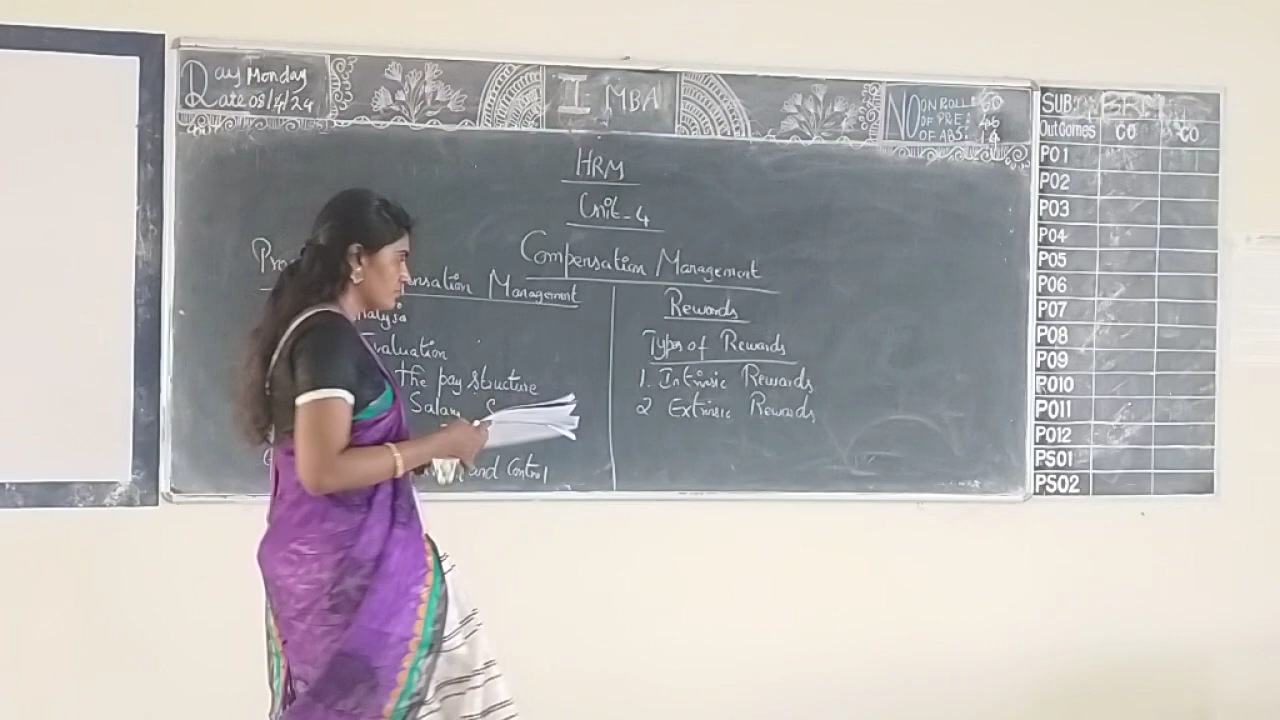 Day Monday
Date 08/4/24
I MBA
NO ON ROLL: 60
OF PRE: 46
OF ABS: 14
HRM
Unit-4
Compensation Management
Management
Evaluation
the pay structure
Salary
and Control
Rewards
Types of Rewards
1. Intrinsic Rewards
2 Extrinsic Rewards
SUB:
Outcomes CO CO
PO1
PO2
PO3
PO4
PO5
PO6
PO7
PO8
PO9
PO10
PO11
PO12
PSO1
PSO2